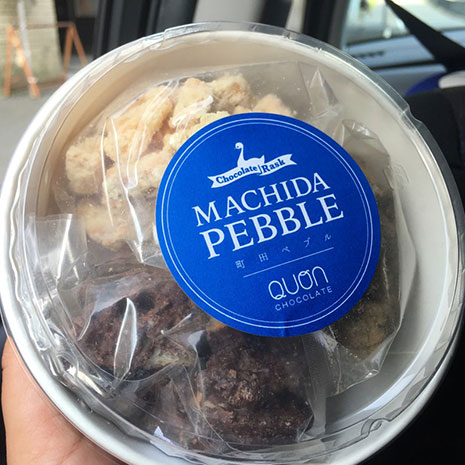 Chocolate Rask
MACHIDA
PEBBLE
町田ペブル
QUON
CHOCOLATE